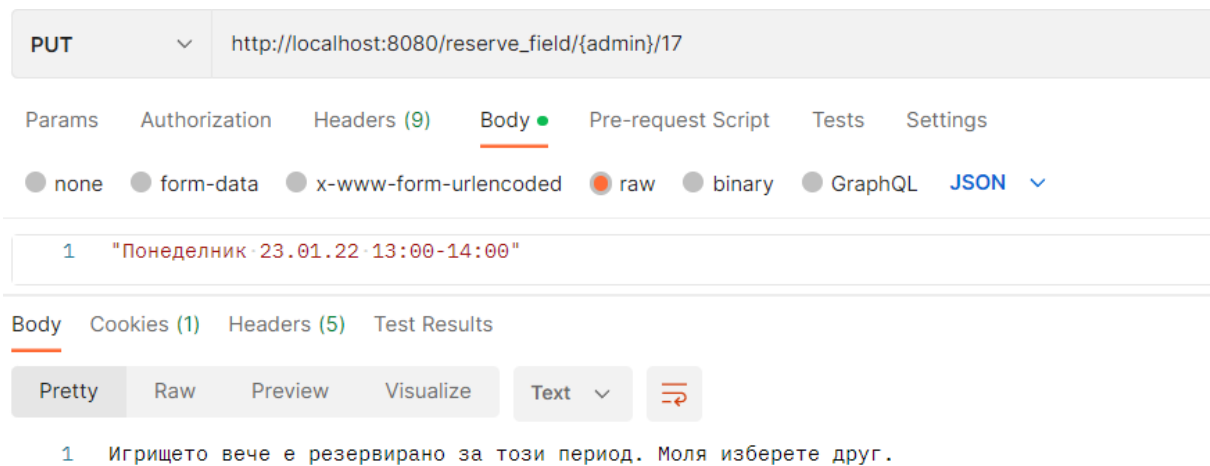 PUT http://localhost:8080/reserve_field/{admin}/17
Params Authorization Headers (9) Body Pre-request Script Tests Settings
none form-data x-www-form-urlencoded raw binary GraphQL JSON
1 "Понеделник 23.01.22 13:00-14:00"
Body Cookies (1) Headers (5) Test Results
Pretty Raw Preview Visualize Text
1 Игрището вече е резервирано за този период. Моля изберете друг.